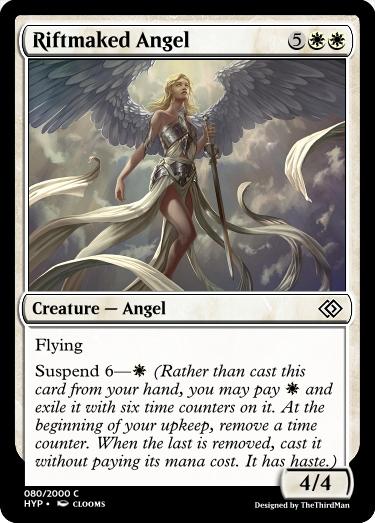 Riftmaked Angel 5
Creature — Angel
Flying
Suspend 6— (Rather than cast this
card from your hand, you may pay and
exile it with six time counters on it. At the
beginning of your upkeep, remove a time
counter. When the last is removed, cast it
without paying its mana cost. It has haste.)
4/4
080/2000 C
HYP • CLOOMS
Designed by TheThirdMan